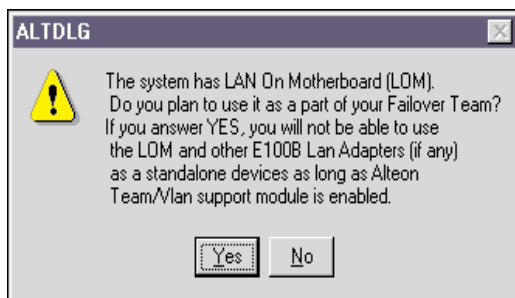 ALTDLG
The system has LAN On Motherboard (LOM).
Do you plan to use it as a part of your Failover Team?
If you answer YES, you will not be able to use
the LOM and other E100B Lan Adapters (if any)
as a standalone devices as long as Alteon
Team/Vlan support module is enabled.
Yes No